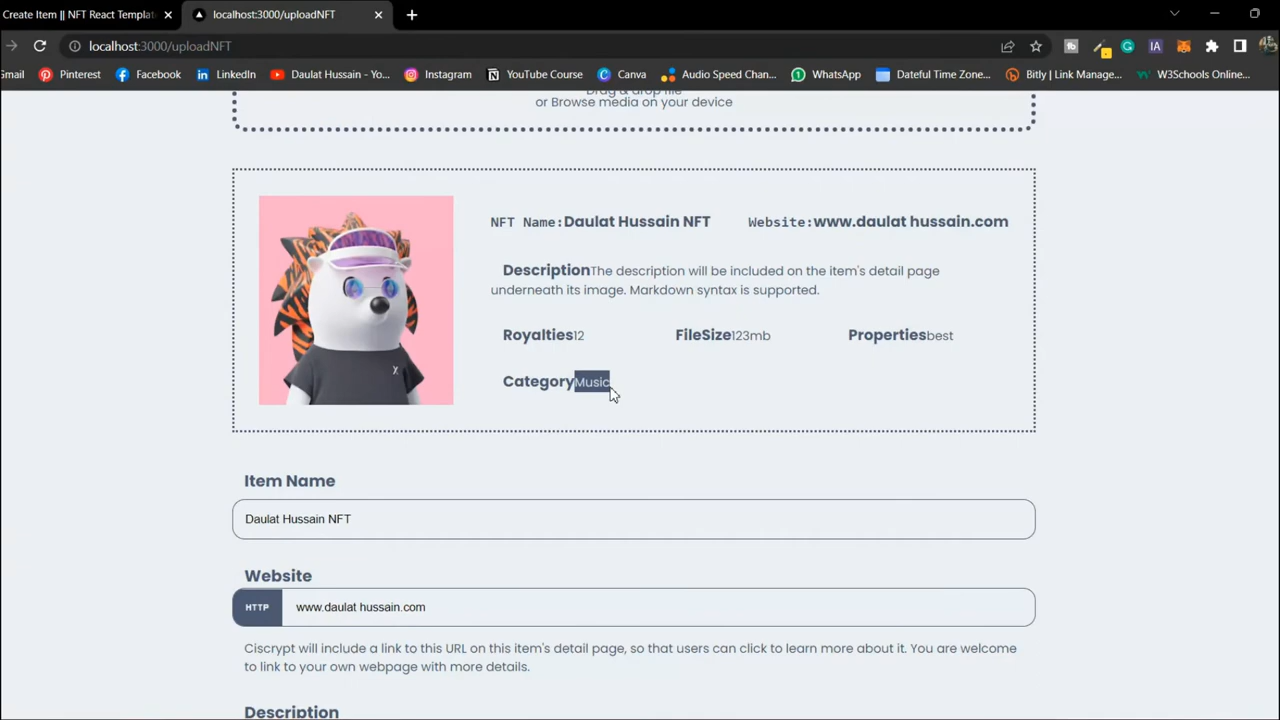 Create Item || NFT React Templat
localhost:3000/uploadNFT
localhost:3000/uploadNFT
Gmail
Pinterest
Facebook
LinkedIn
Daulat Hussain - Yo...
Instagram
YouTube Course
Canva
Audio Speed Chan...
WhatsApp
Dateful Time Zone...
Bitly | Link Manage...
W3Schools Online...
Drag & drop file
or Browse media on your device
NFT Name:Daulat Hussain NFT
Website:www.daulat hussain.com
DescriptionThe description will be included on the item's detail page
underneath its image. Markdown syntax is supported.
Royalties12
FileSize123mb
Propertiesbest
CategoryMusic
Item Name
Daulat Hussain NFT
Website
HTTP
www.daulat hussain.com
Ciscrypt will include a link to this URL on this item's detail page, so that users can click to learn more about it. You are welcome
to link to your own webpage with more details.
Description